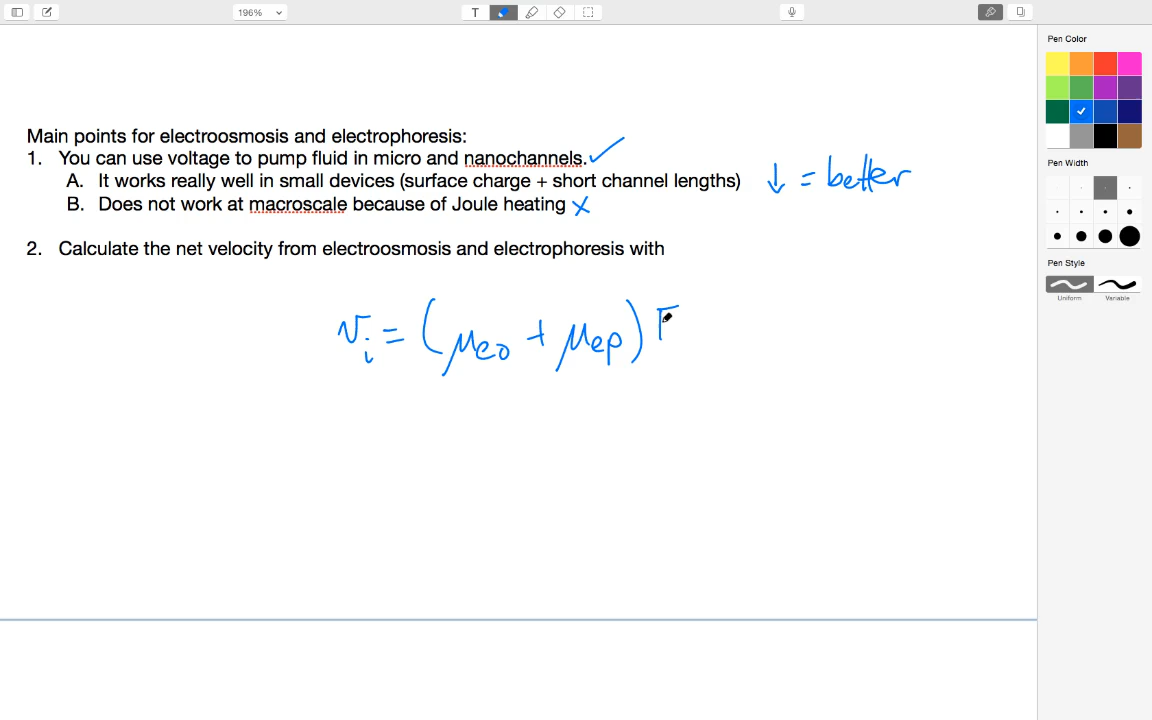 196%
T
Pen Color
Main points for electroosmosis and electrophoresis:
1. You can use voltage to pump fluid in micro and nanochannels. ✓
A. It works really well in small devices (surface charge + short channel lengths) ↓ = better
B. Does not work at macroscale because of Joule heating X
2. Calculate the net velocity from electroosmosis and electrophoresis with
v_i = (μ_eo + μ_ep)
Pen Width
Pen Style
Uniform Variable